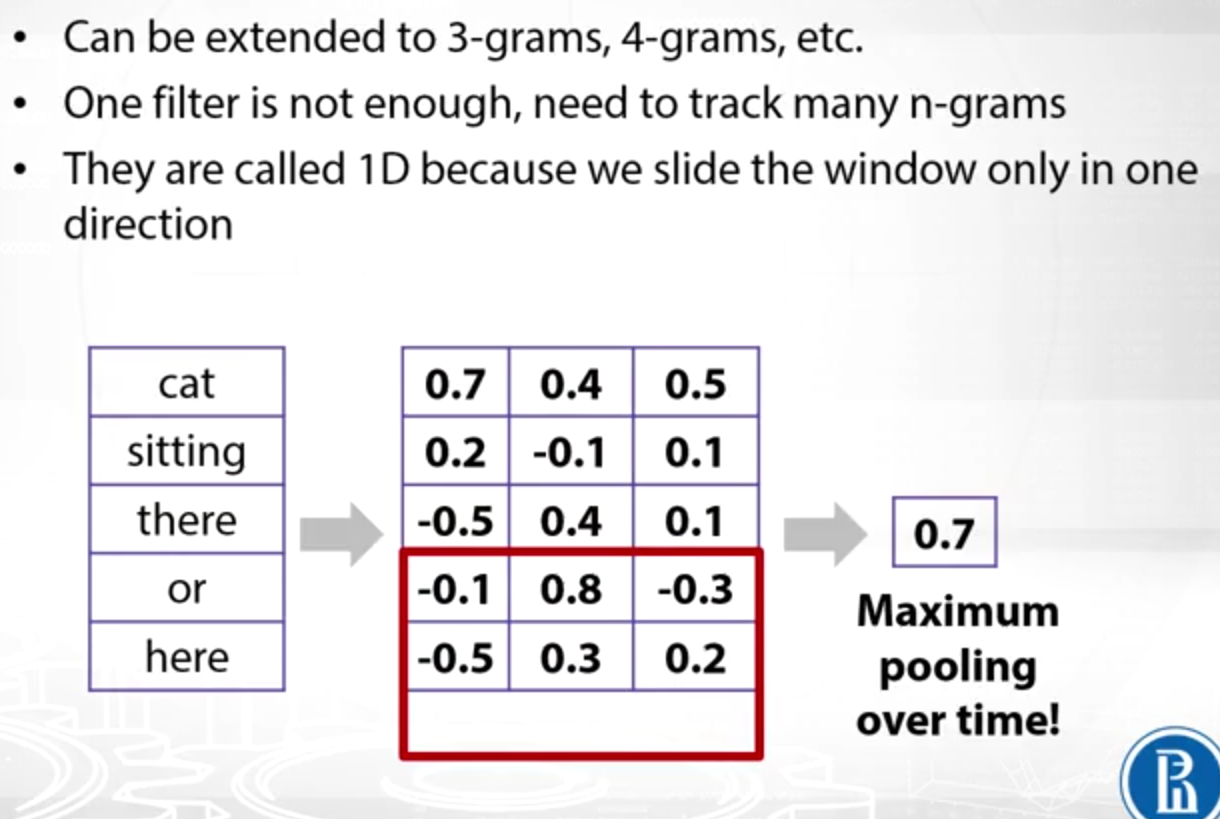 • Can be extended to 3-grams, 4-grams, etc.
• One filter is not enough, need to track many n-grams
• They are called 1D because we slide the window only in one
direction
cat 0.7 0.4 0.5
sitting 0.2 -0.1 0.1
there -0.5 0.4 0.1
or -0.1 0.8 -0.3
here -0.5 0.3 0.2
0.7
Maximum
pooling
over time!